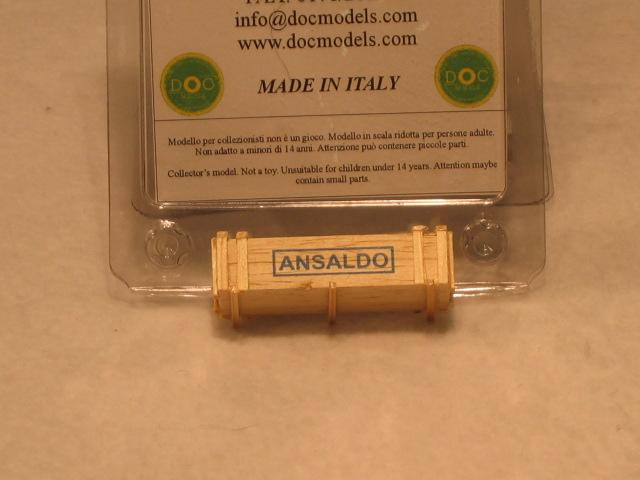 info@docmodels.com
www.docmodels.com
DOC
MADE IN ITALY
DOC
Modello per collezionisti non è un gioco. Modello in scala ridotta per persone adulte.
Non adatto a minori di 14 anni. Attenzione può contenere piccole parti.
Collector's model. Not a toy. Unsuitable for children under 14 years. Attention maybe
contain small parts.
ANSALDO